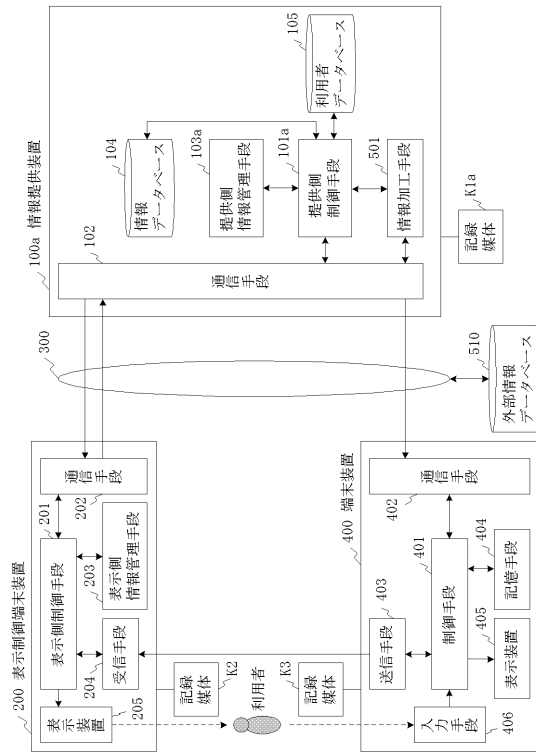 100a 情報提供装置
102
通信手段
104
情報
データベース
103a
提供側
情報管理手段
101a
提供側
制御手段
105
利用者
データベース
501
情報加工手段
K1a
記録
媒体
300
510
外部情報
データベース
200 表示制御端末装置
201
表示側制御手段
通信手段
202
203
表示側
情報管理手段
204
受信手段
表示装置
205
記録
媒体
K2
利用者
K3
記録
媒体
400 端末装置
403
送信手段
401
制御手段
通信手段
402
404
記憶手段
405
表示装置
入力手段
406